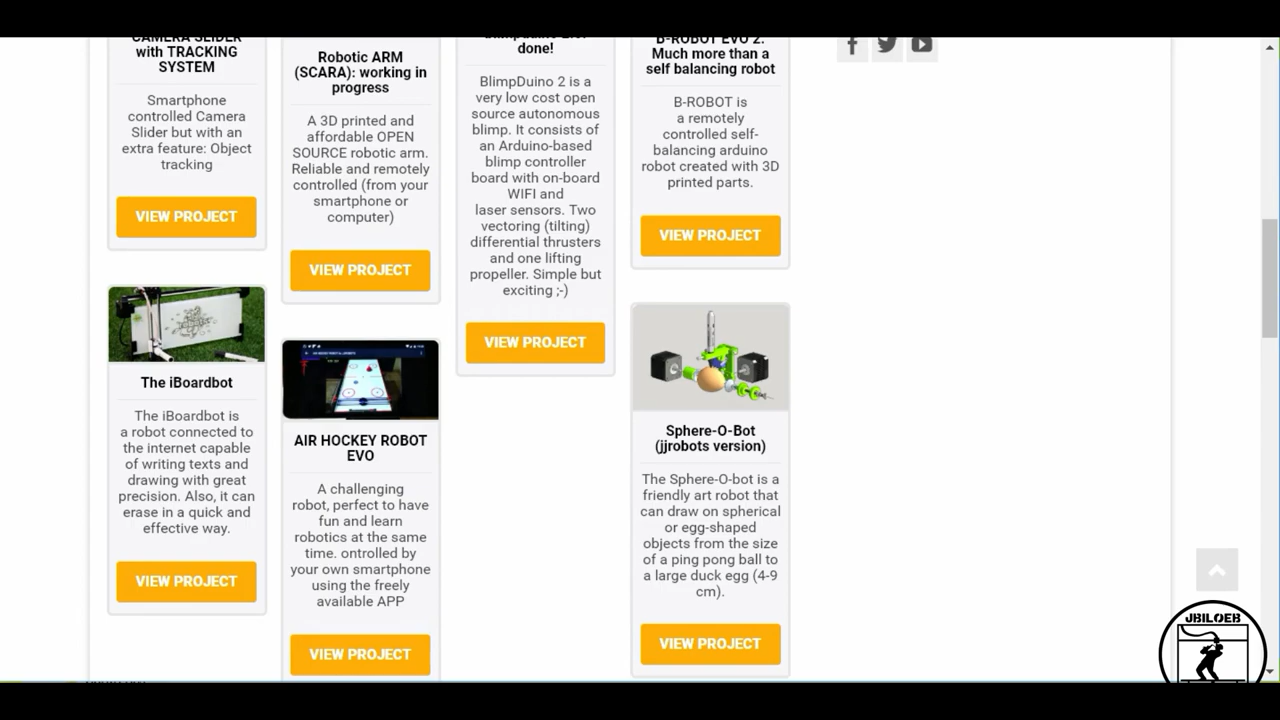 CAMERA SLIDER
with TRACKING
SYSTEM
Smartphone
controlled Camera
Slider but with an
extra feature: Object
tracking
VIEW PROJECT
The iBoardbot
The iBoardbot is
a robot connected to
the internet capable
of writing texts and
drawing with great
precision. Also, it can
erase in a quick and
effective way.
VIEW PROJECT
Robotic ARM
(SCARA): working in
progress
A 3D printed and
affordable OPEN
SOURCE robotic arm.
Reliable and remotely
controlled (from your
smartphone or
computer)
VIEW PROJECT
AIR HOCKEY ROBOT
EVO
A challenging
robot, perfect to have
fun and learn
robotics at the same
time. ontrolled by
your own smartphone
using the freely
available APP
VIEW PROJECT
done!
BlimpDuino 2 is a
very low cost open
source autonomous
blimp. It consists of
an Arduino-based
blimp controller
board with on-board
WIFI and
laser sensors. Two
vectoring (tilting)
differential thrusters
and one lifting
propeller. Simple but
exciting ;-)
VIEW PROJECT
B-ROBOT EVO 2.
Much more than a
self balancing robot
B-ROBOT is
a remotely
controlled self-
balancing arduino
robot created with 3D
printed parts.
VIEW PROJECT
Sphere-O-Bot
(jjrobots version)
The Sphere-O-bot is a
friendly art robot that
can draw on spherical
or egg-shaped
objects from the size
of a ping pong ball to
a large duck egg (4-9
cm).
VIEW PROJECT
JBILOEB